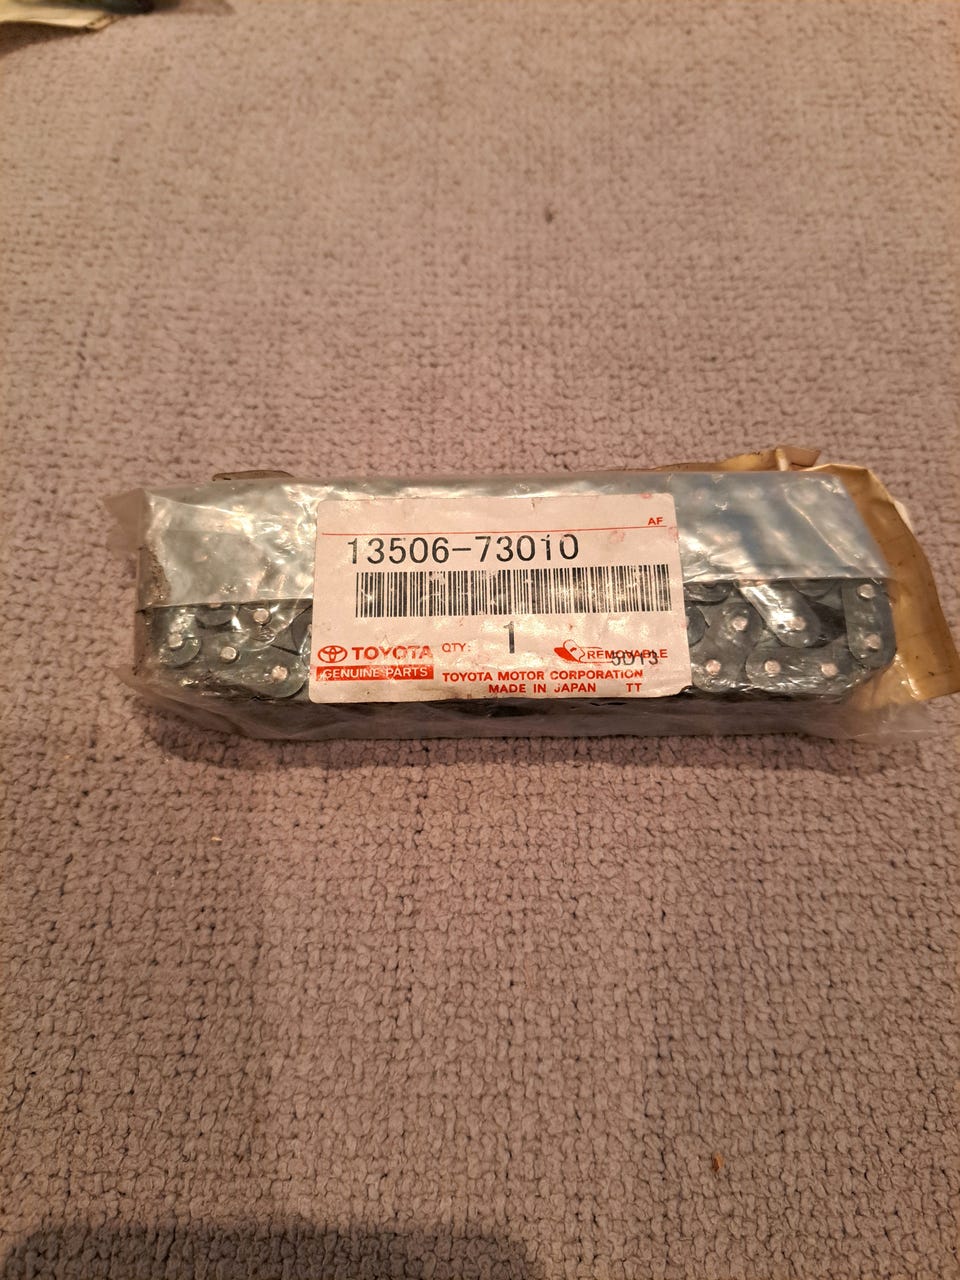 AF
13506-73010
TOYOTA QTY: 1 REMOVABLE
GENUINE PARTS TOYOTA MOTOR CORPORATION
MADE IN JAPAN TT